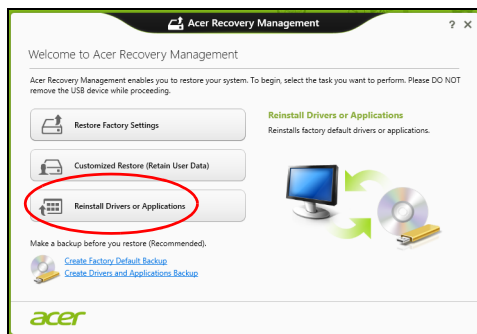 Acer Recovery Management
? X
Welcome to Acer Recovery Management
Acer Recovery Management enables you to restore your system. To begin, select the task you want to perform. Please DO NOT
remove the USB device while proceeding.
Restore Factory Settings
Customized Restore (Retain User Data)
Reinstall Drivers or Applications
Reinstall Drivers or Applications
Reinstalls factory default drivers or applications.
Make a backup before you restore (Recommended).
Create Factory Default Backup
Create Drivers and Applications Backup
acer